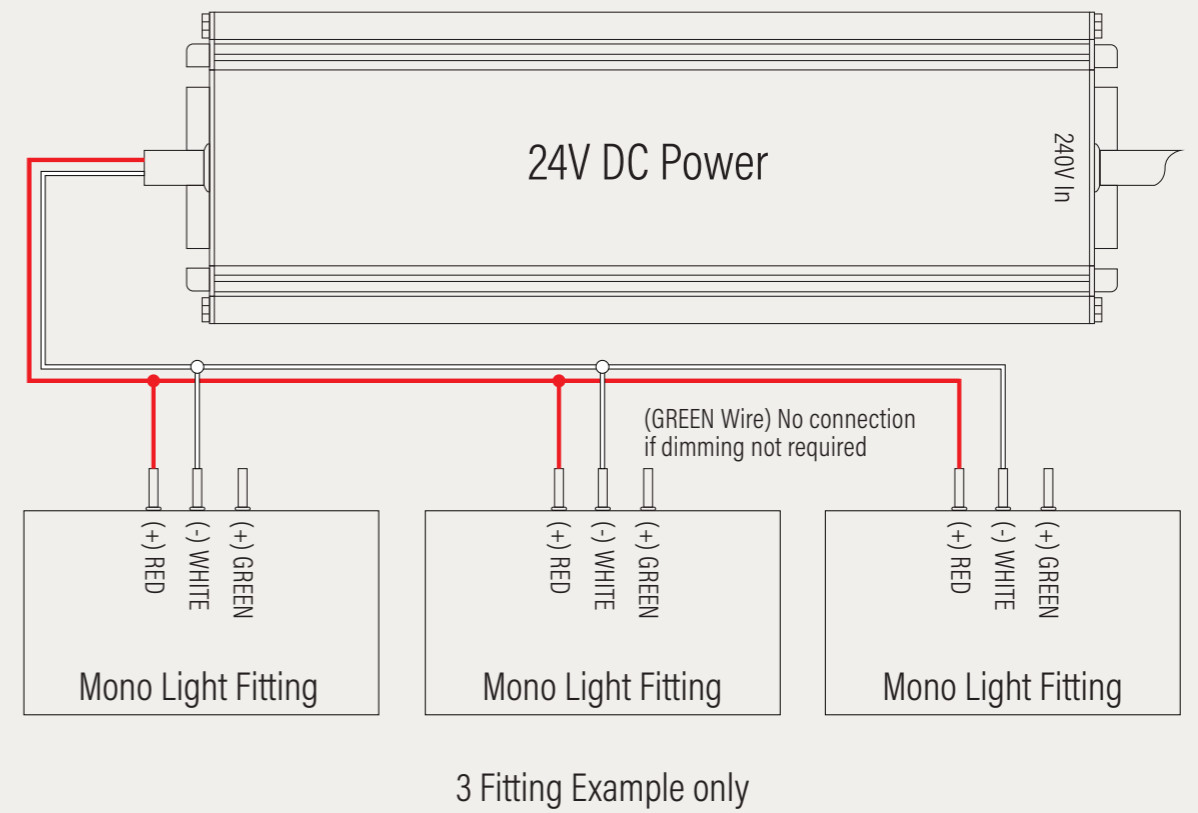 24V DC Power
240V In
(GREEN Wire) No connection
if dimming not required
(+) RED
(-) WHITE
(+) GREEN
Mono Light Fitting
(+) RED
(-) WHITE
(+) GREEN
Mono Light Fitting
(+) RED
(-) WHITE
(+) GREEN
Mono Light Fitting
3 Fitting Example only